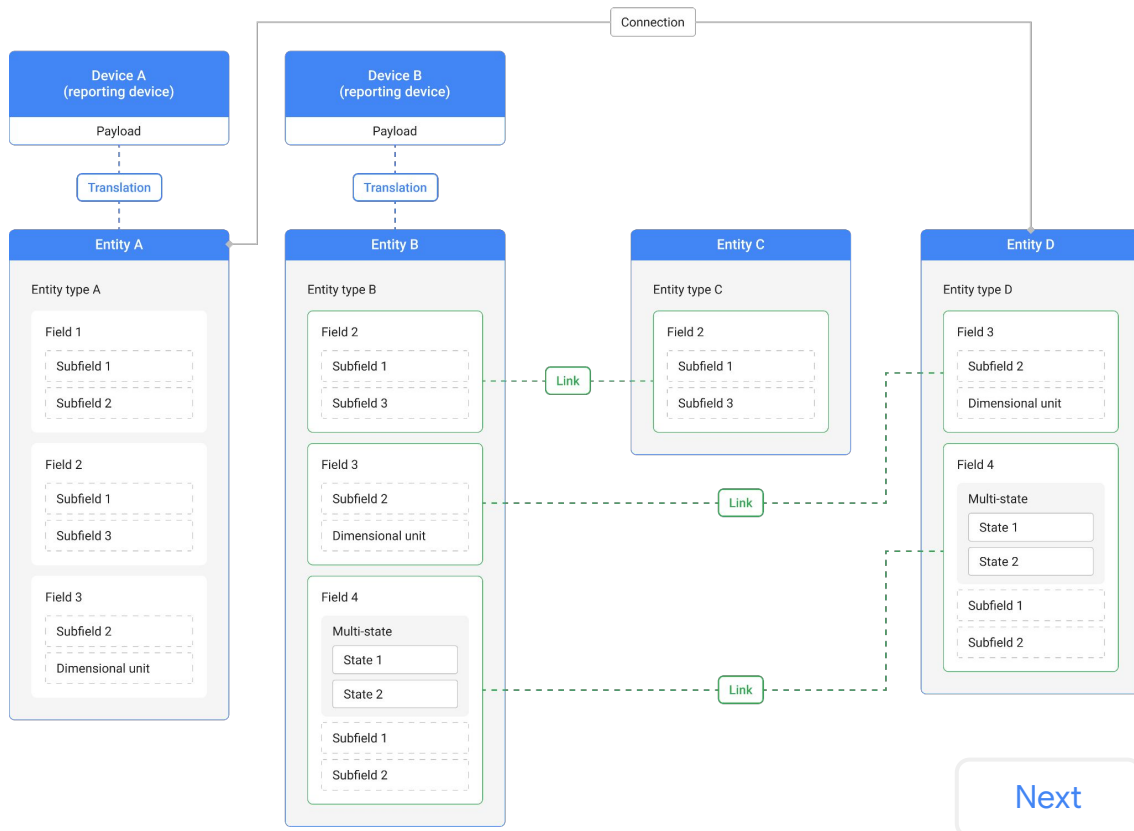 Connection
Device A
(reporting device)
Payload
Translation
Device B
(reporting device)
Payload
Translation
Entity A
Entity type A
Field 1
Subfield 1
Subfield 2
Field 2
Subfield 1
Subfield 3
Field 3
Subfield 2
Dimensional unit
Entity B
Entity type B
Field 2
Subfield 1
Subfield 3
Field 3
Subfield 2
Dimensional unit
Field 4
Multi-state
State 1
State 2
Subfield 1
Subfield 2
Link
Link
Link
Entity C
Entity type C
Field 2
Subfield 1
Subfield 3
Entity D
Entity type D
Field 3
Subfield 2
Dimensional unit
Field 4
Multi-state
State 1
State 2
Subfield 1
Subfield 2
Next